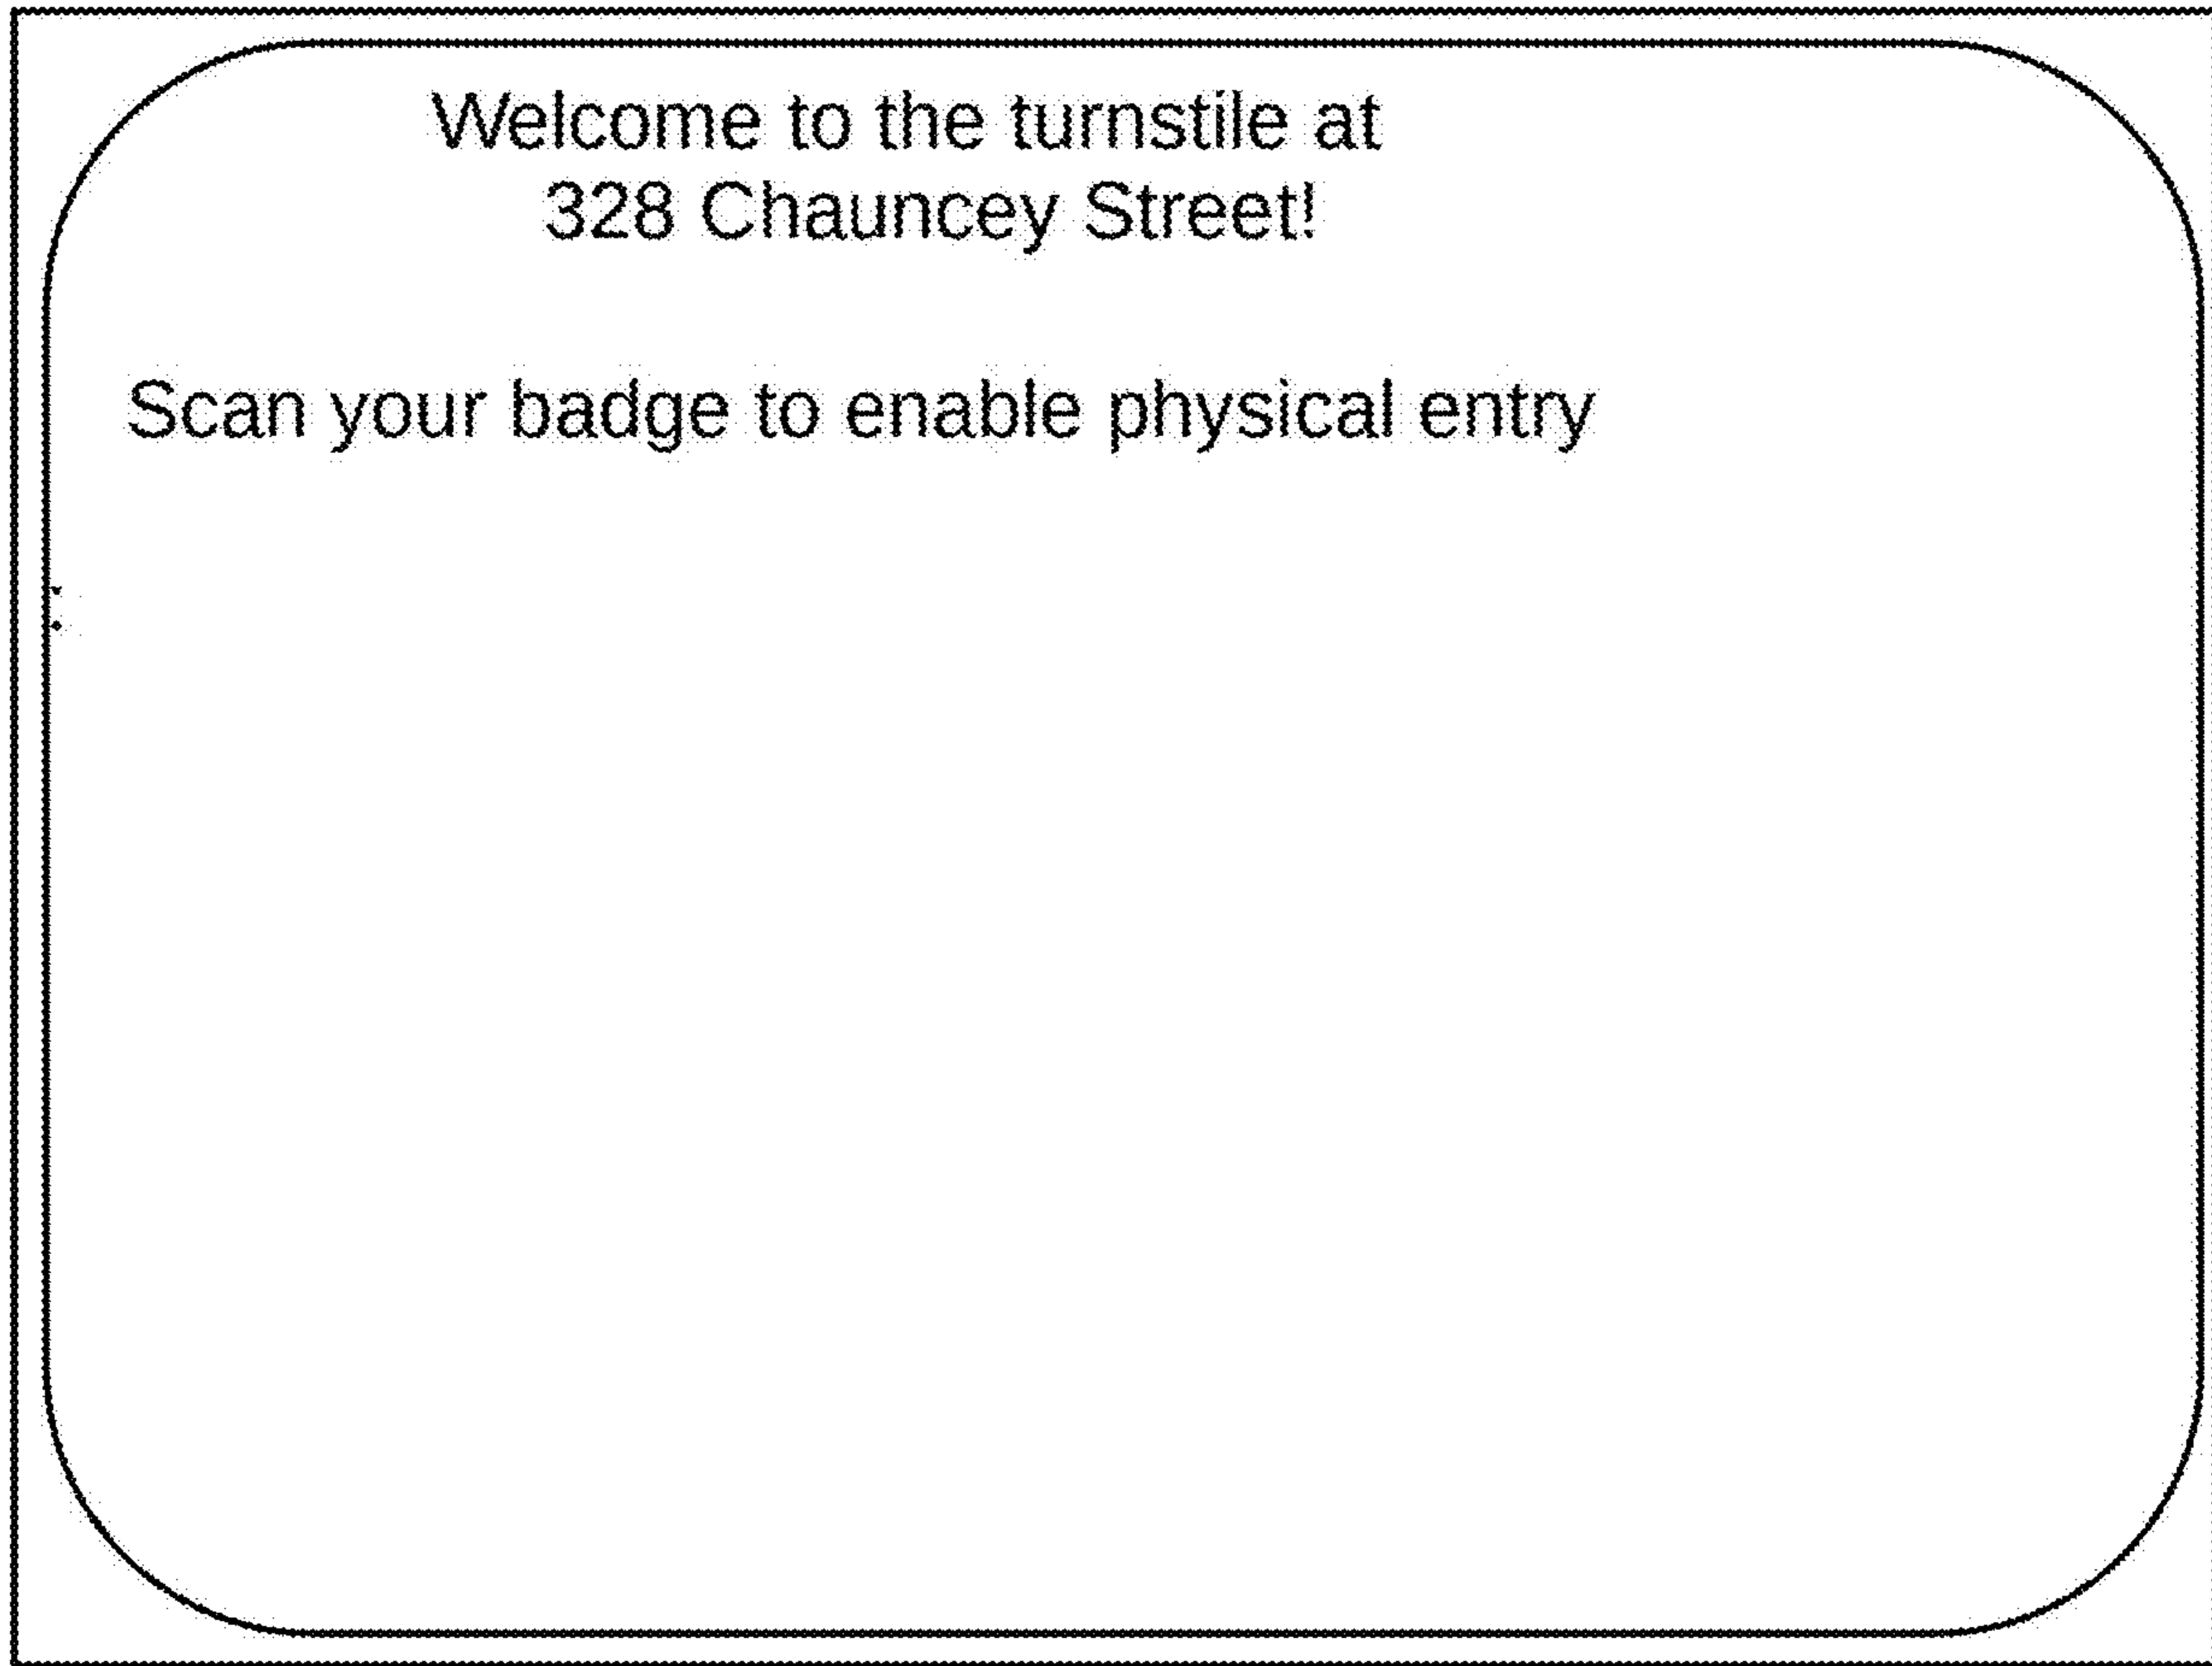 Welcome to the turnstile at
328 Chauncey Street!
Scan your badge to enable physical entry